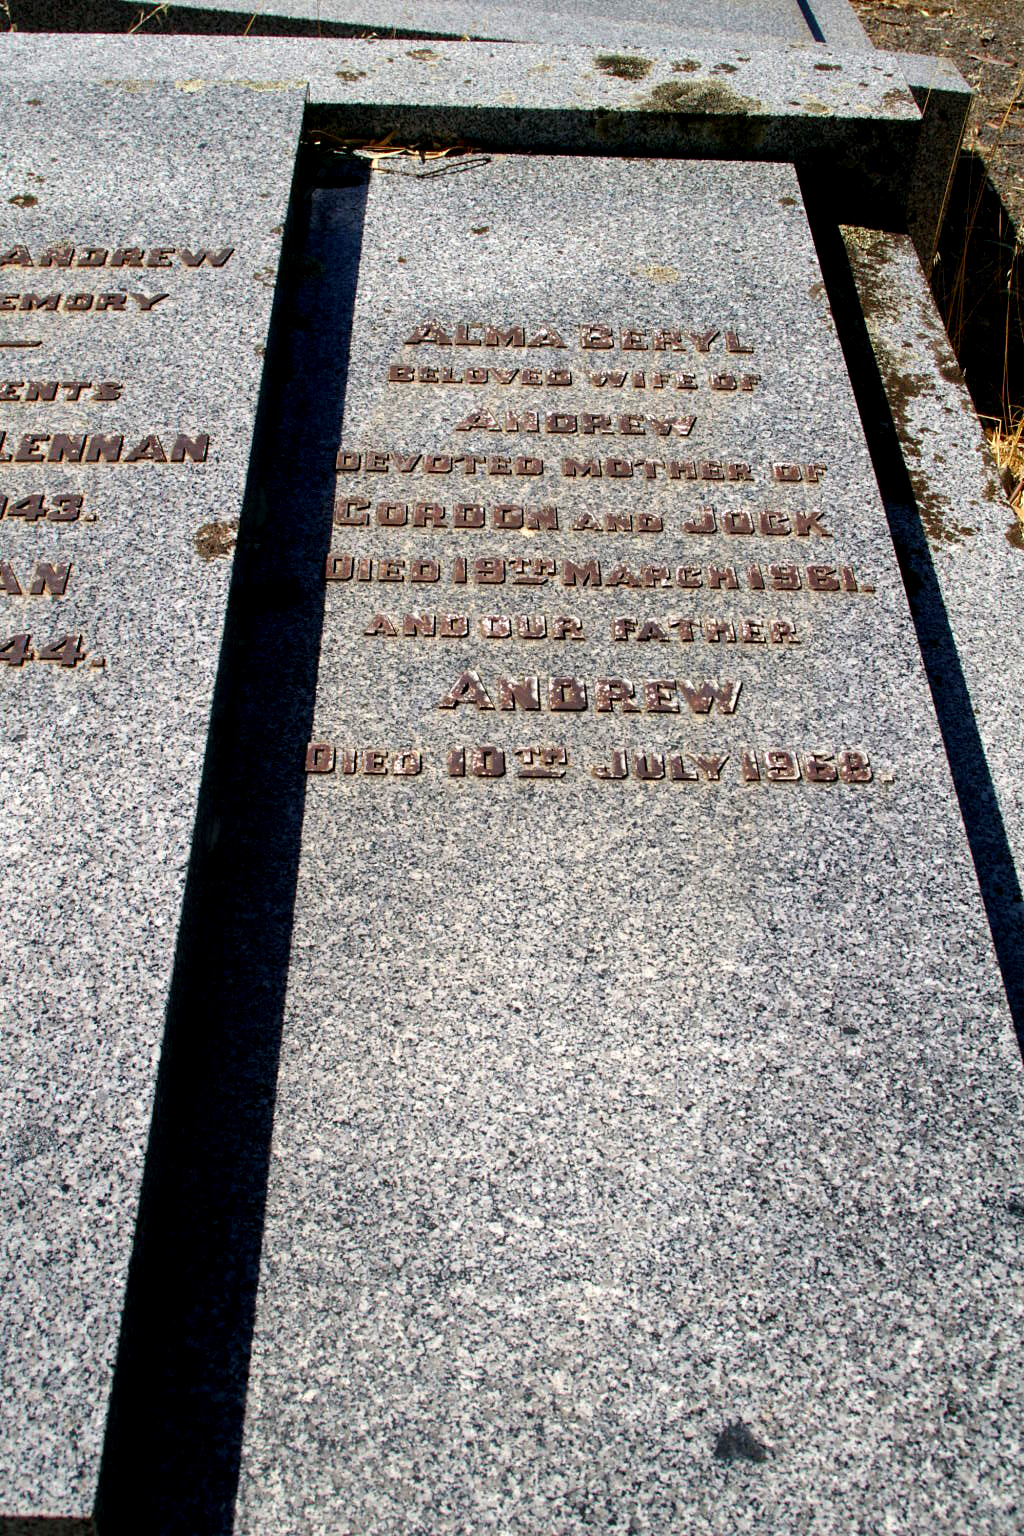 ANDREW
EMORY
ENTS
LENNAN
943.
AN
44.
ALMA BERYL
BELOVED WIFE OF
ANDREW
DEVOTED MOTHER OF
GORDON AND JOCK
DIED 19TH MARCH 1961.
AND OUR FATHER
ANDREW
DIED 10TH JULY 1968.